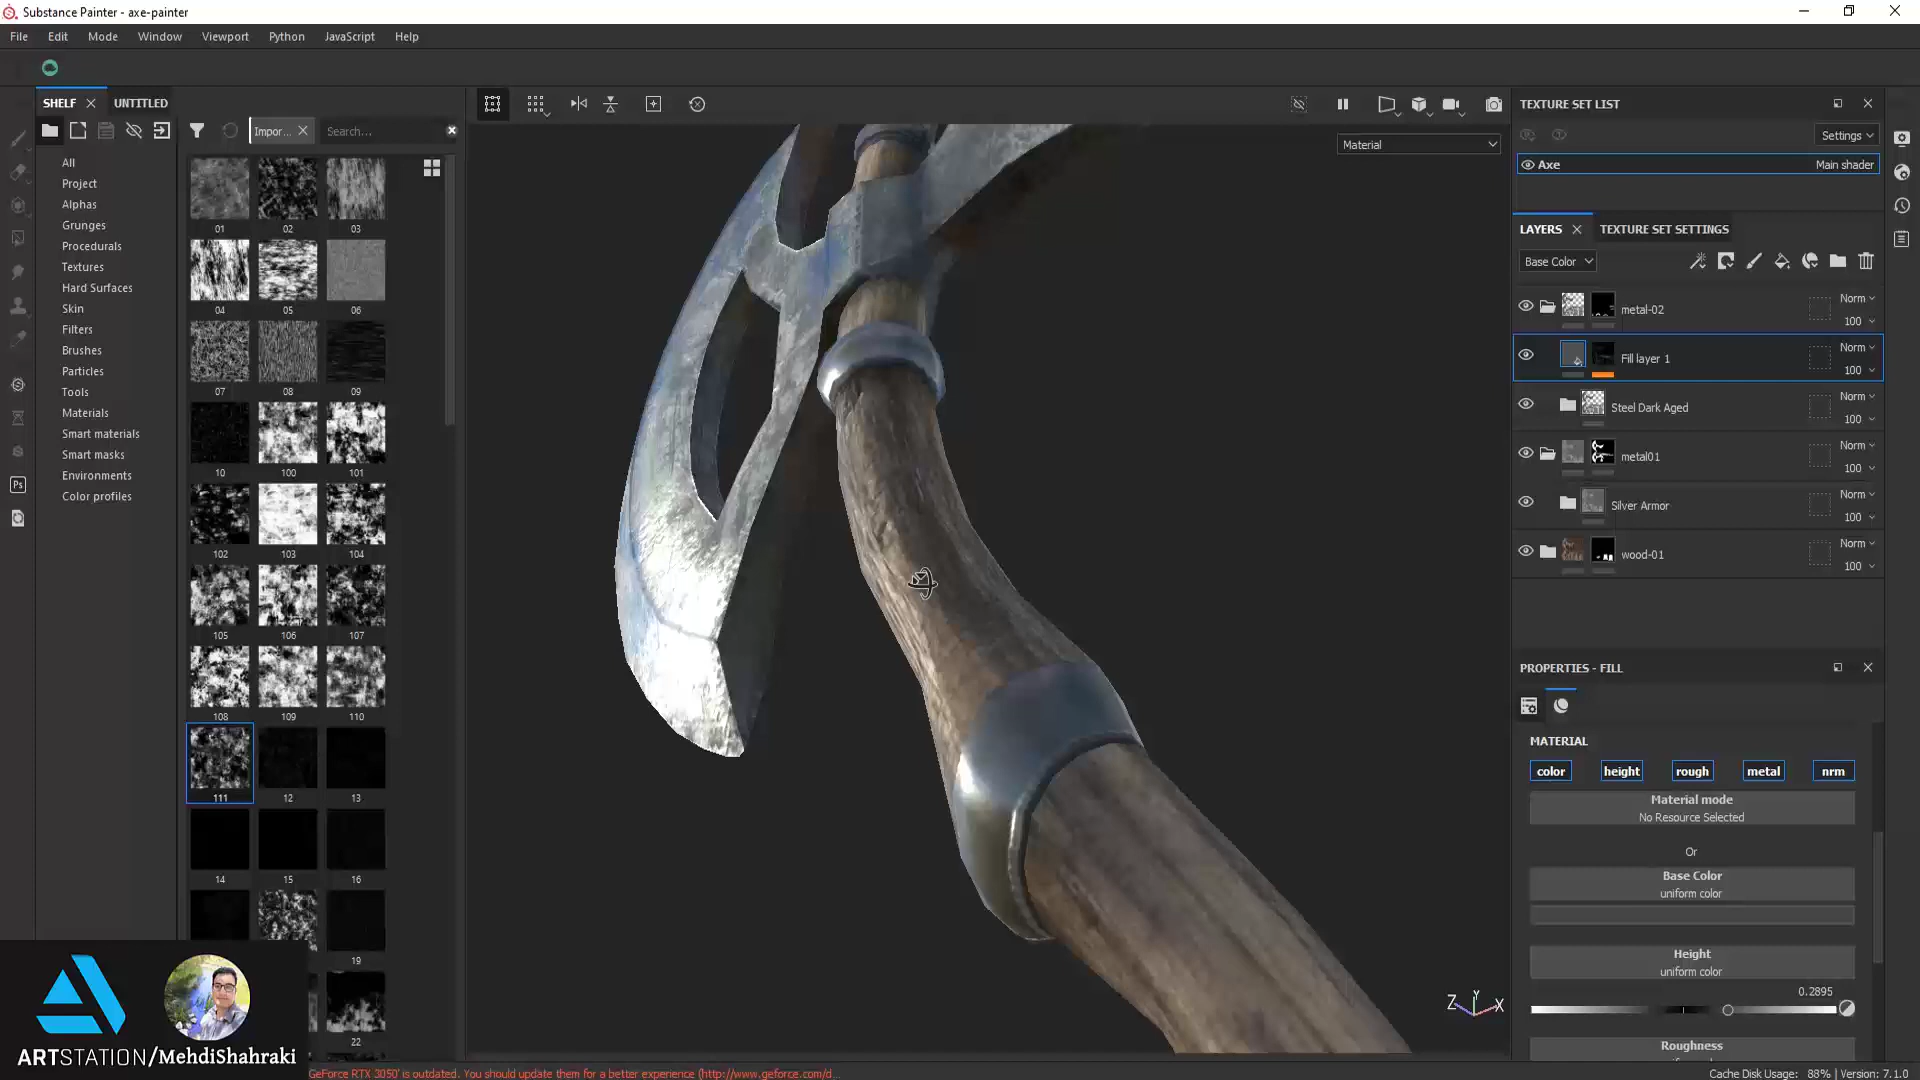 Substance Painter - axe-painter
File Edit Mode Window Viewport Python JavaScript Help
SHELF UNTITLED
Impor... Search...
All
Project
Alphas
Grunges
Procedurals
Textures
Hard Surfaces
Skin
Filters
Brushes
Particles
Tools
Materials
Smart materials
Smart masks
Environments
Color profiles
01 02 03
04 05 06
07 08 09
10 100 101
102 103 104
105 106 107
108 109 110
111 12 13
14 15 16
19
22
Material
Z Y X
TEXTURE SET LIST
Settings
Axe Main shader
LAYERS TEXTURE SET SETTINGS
Base Color
metal-02 Norm 100
Fill layer 1 Norm 100
Steel Dark Aged Norm 100
metal01 Norm 100
Silver Armor Norm 100
wood-01 Norm 100
Ps
PROPERTIES - FILL
MATERIAL
color height rough metal nrm
Material mode
No Resource Selected
Or
Base Color
uniform color
Height
uniform color
0.2895
Roughness
ARTSTATION/MehdiShahraki
GeForce RTX 3050' is outdated. You should update them for a better experience (http://www.geforce.com/d...
Cache Disk Usage: 88% | Version: 7.1.0